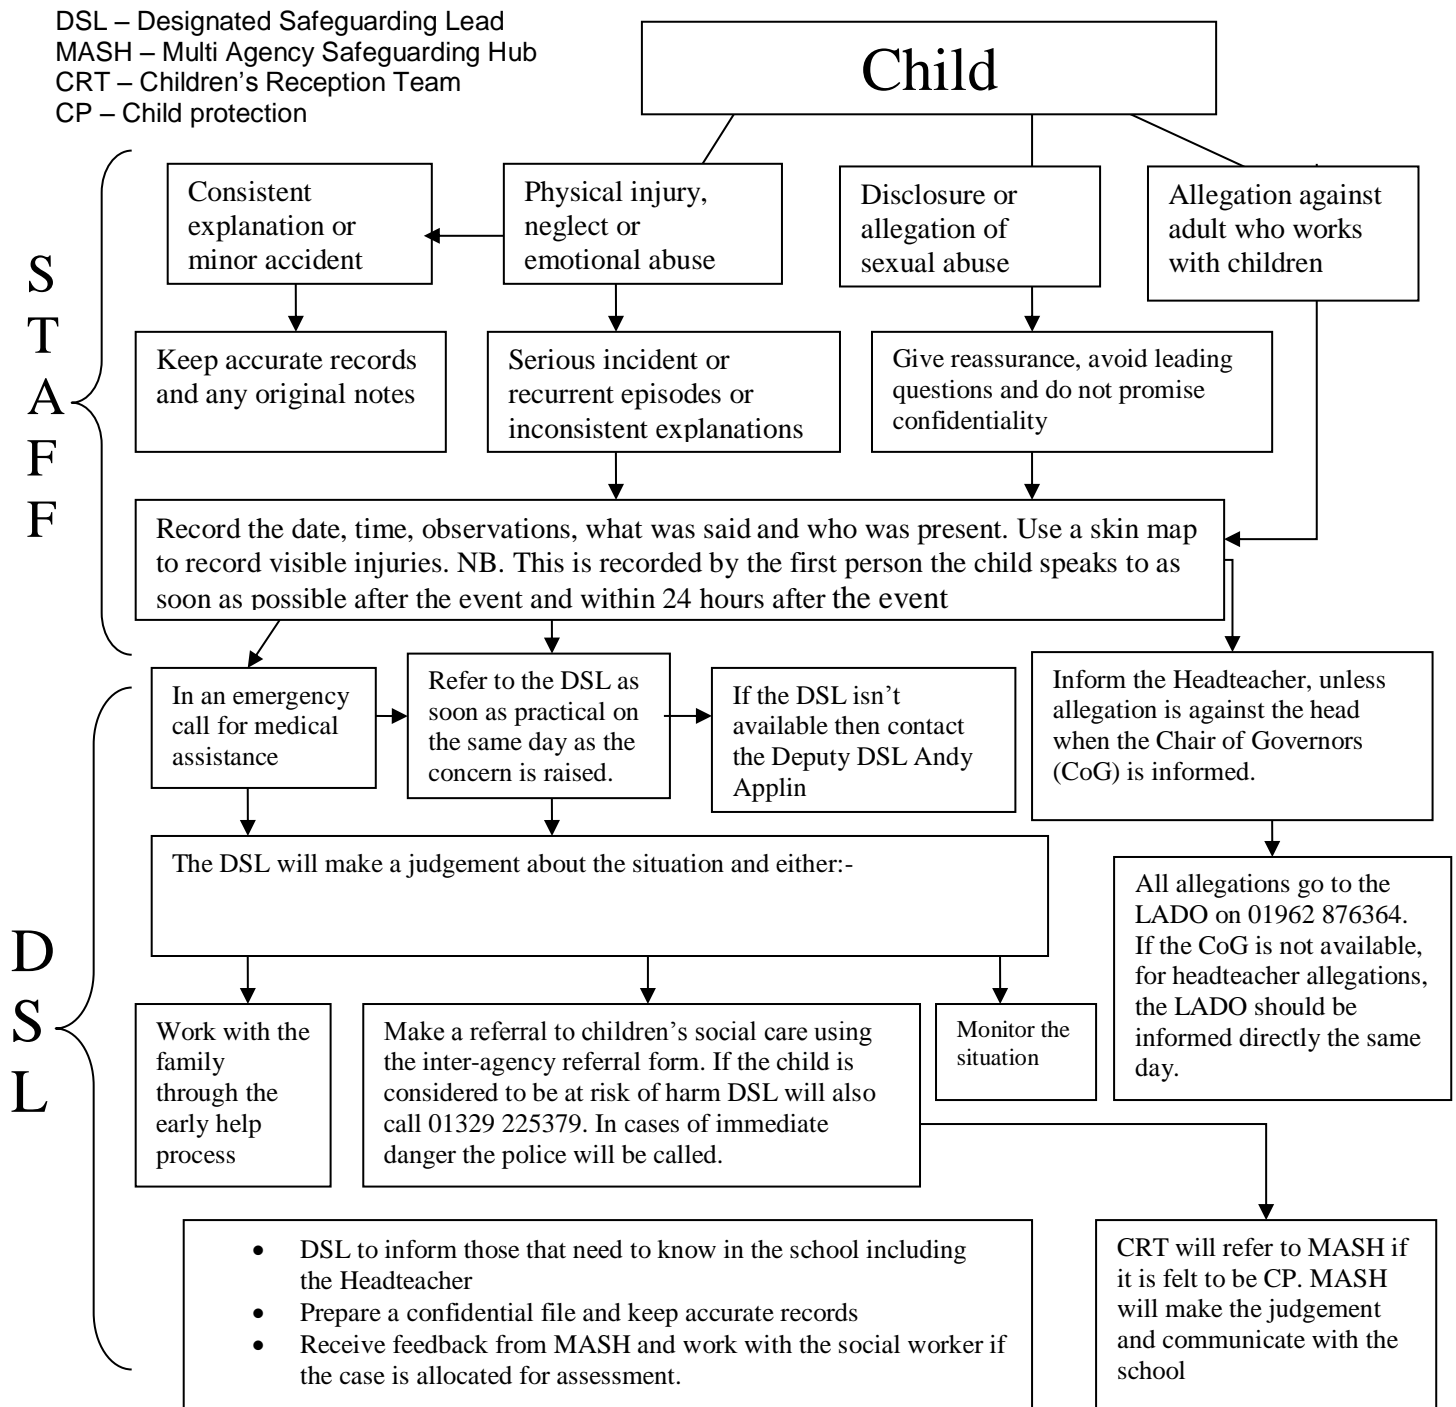 DSL – Designated Safeguarding Lead
MASH – Multi Agency Safeguarding Hub
CRT – Children’s Reception Team
CP – Child protection
Child
S
T
A
F
F
Consistent
explanation or
minor accident
Physical injury,
neglect or
emotional abuse
Disclosure or
allegation of
sexual abuse
Allegation against
adult who works
with children
Keep accurate records
and any original notes
Serious incident or
recurrent episodes or
inconsistent explanations
Give reassurance, avoid leading
questions and do not promise
confidentiality
Record the date, time, observations, what was said and who was present. Use a skin map
to record visible injuries. NB. This is recorded by the first person the child speaks to as
soon as possible after the event and within 24 hours after the event
D
S
L
In an emergency
call for medical
assistance
Refer to the DSL as
soon as practical on
the same day as the
concern is raised.
If the DSL isn’t
available then contact
the Deputy DSL Andy
Applin
Inform the Headteacher, unless
allegation is against the head
when the Chair of Governors
(CoG) is informed.
The DSL will make a judgement about the situation and either:-
All allegations go to the
LADO on 01962 876364.
If the CoG is not available,
for headteacher allegations,
the LADO should be
informed directly the same
day.
Work with the
family
through the
early help
process
Make a referral to children’s social care using
the inter-agency referral form. If the child is
considered to be at risk of harm DSL will also
call 01329 225379. In cases of immediate
danger the police will be called.
Monitor the
situation
• DSL to inform those that need to know in the school including
the Headteacher
• Prepare a confidential file and keep accurate records
• Receive feedback from MASH and work with the social worker if
the case is allocated for assessment.
CRT will refer to MASH if
it is felt to be CP. MASH
will make the judgement
and communicate with the
school